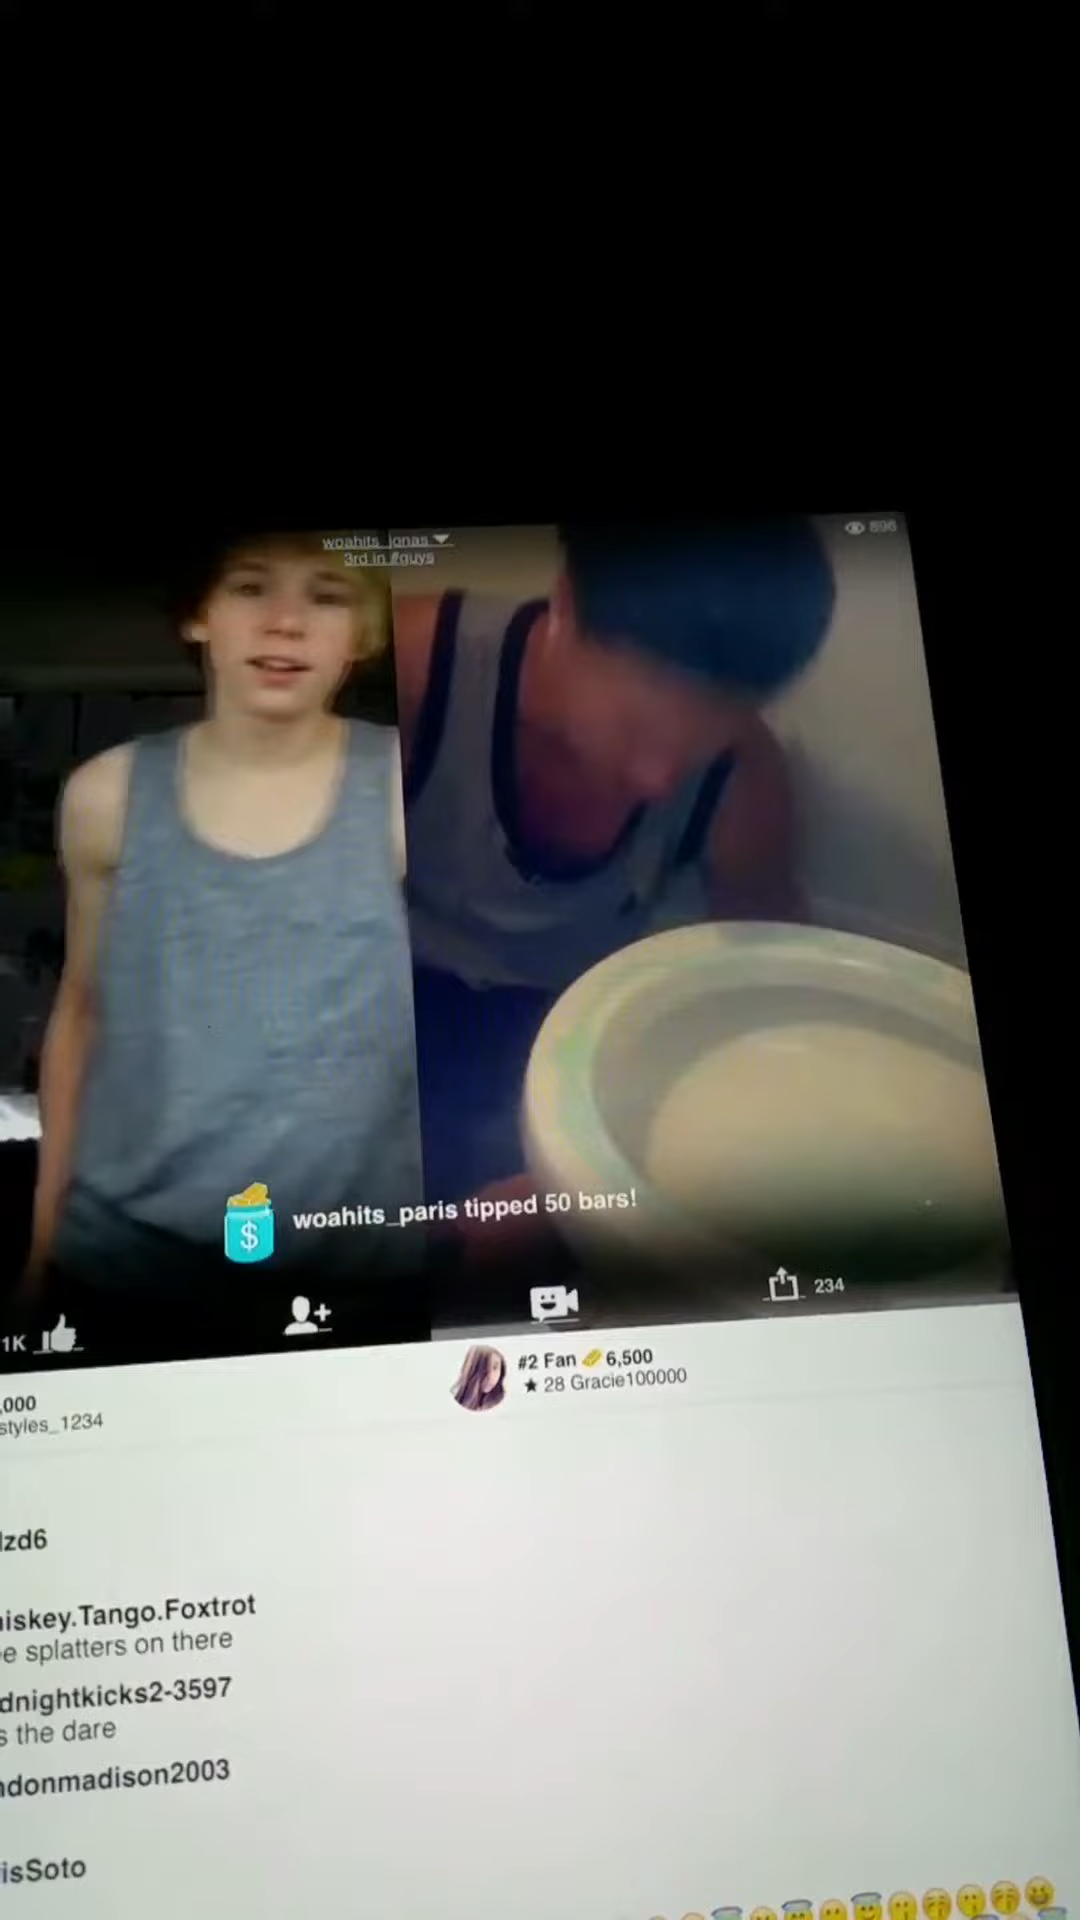 woahits_jonas
3rd in #guys
896
$
woahits_paris tipped 50 bars!
1K
234
#2 Fan 6,500
★ 28 Gracie100000
,000
styles_1234
lzd6
iskey.Tango.Foxtrot
e splatters on there
dnightkicks2-3597
s the dare
ndonmadison2003
isSoto